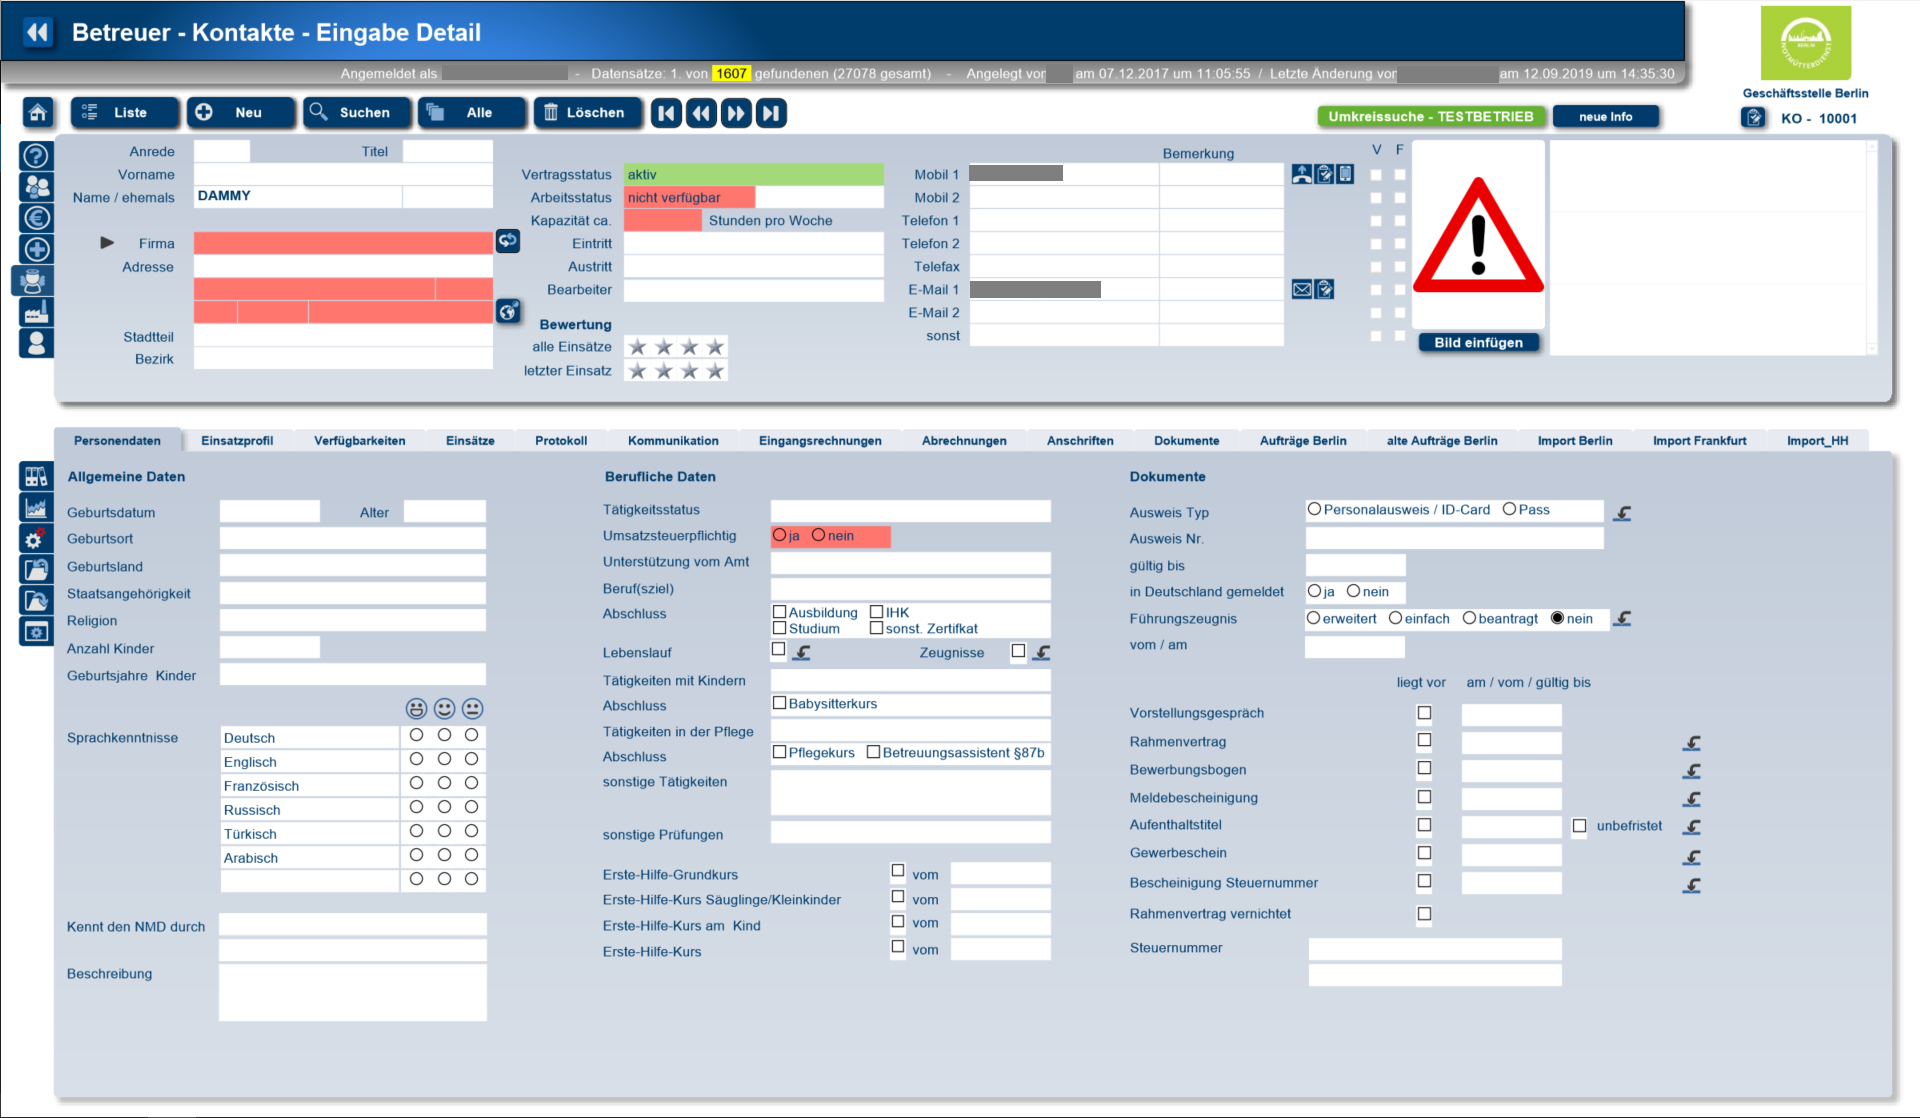 Betreuer - Kontakte - Eingabe Detail
Angemeldet als - Datensätze: 1. von 1607 gefundenen (27078 gesamt) - Angelegt von am 07.12.2017 um 11:05:55 / Letzte Änderung von am 12.09.2019 um 14:35:30
BERLIN
NOTMÜTTERDIENST
Geschäftsstelle Berlin
KO - 10001
Liste Neu Suchen Alle Löschen
Umkreissuche - TESTBETRIEB neue Info
Anrede Titel
Vorname
Name / ehemals DAMMY
Firma
Adresse
Stadtteil
Bezirk
Vertragsstatus aktiv
Arbeitsstatus nicht verfügbar
Kapazität ca. Stunden pro Woche
Eintritt
Austritt
Bearbeiter
Bewertung
alle Einsätze
letzter Einsatz
Bemerkung V F
Mobil 1
Mobil 2
Telefon 1
Telefon 2
Telefax
E-Mail 1
E-Mail 2
sonst
Bild einfügen
Personendaten Einsatzprofil Verfügbarkeiten Einsätze Protokoll Kommunikation Eingangsrechnungen Abrechnungen Anschriften Dokumente Aufträge Berlin alte Aufträge Berlin Import Berlin Import Frankfurt Import_HH
Allgemeine Daten
Geburtsdatum Alter
Geburtsort
Geburtsland
Staatsangehörigkeit
Religion
Anzahl Kinder
Geburtsjahre Kinder
Sprachkenntnisse Deutsch
Englisch
Französisch
Russisch
Türkisch
Arabisch
Kennt den NMD durch
Beschreibung
Berufliche Daten
Tätigkeitsstatus
Umsatzsteuerpflichtig ja nein
Unterstützung vom Amt
Beruf(sziel)
Abschluss Ausbildung IHK
Studium sonst. Zertifkat
Lebenslauf Zeugnisse
Tätigkeiten mit Kindern
Abschluss Babysitterkurs
Tätigkeiten in der Pflege
Abschluss Pflegekurs Betreuungsassistent §87b
sonstige Tätigkeiten
sonstige Prüfungen
Erste-Hilfe-Grundkurs vom
Erste-Hilfe-Kurs Säuglinge/Kleinkinder vom
Erste-Hilfe-Kurs am Kind vom
Erste-Hilfe-Kurs vom
Dokumente
Ausweis Typ Personalausweis / ID-Card Pass
Ausweis Nr.
gültig bis
in Deutschland gemeldet ja nein
Führungszeugnis erweitert einfach beantragt nein
vom / am
liegt vor am / vom / gültig bis
Vorstellungsgespräch
Rahmenvertrag
Bewerbungsbogen
Meldebescheinigung
Aufenthaltstitel unbefristet
Gewerbeschein
Bescheinigung Steuernummer
Rahmenvertrag vernichtet
Steuernummer